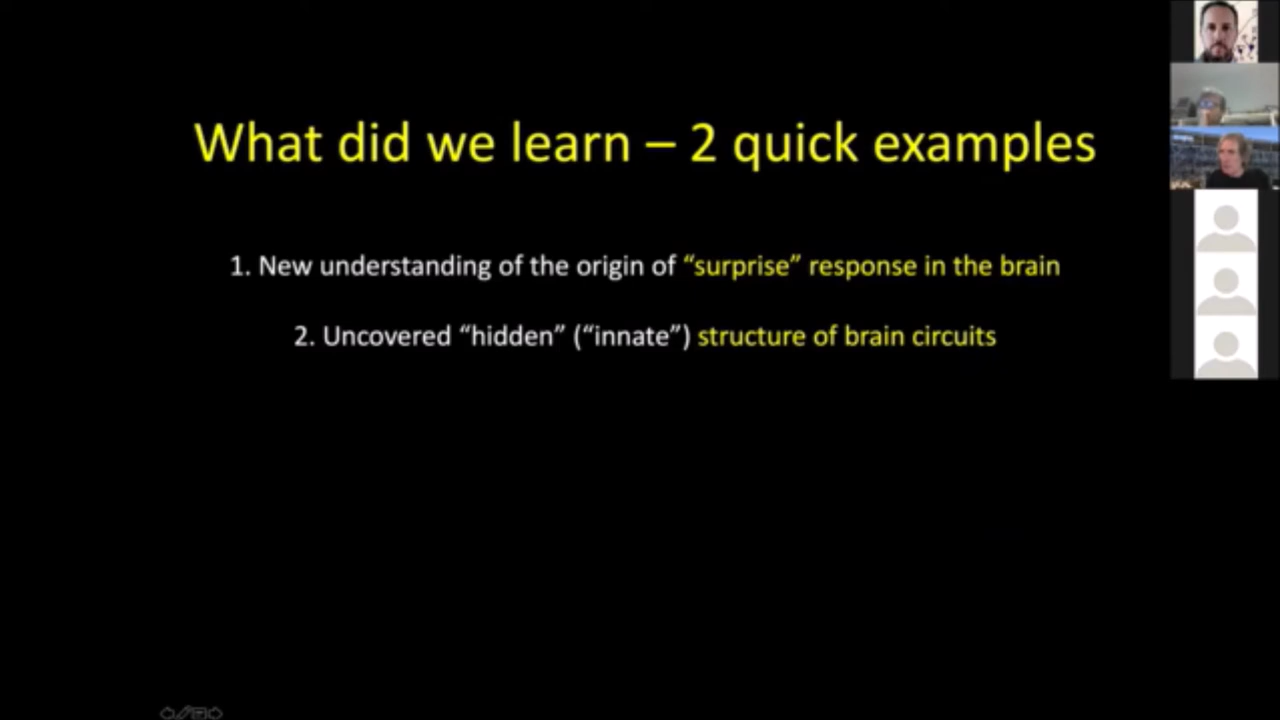 What did we learn – 2 quick examples
1. New understanding of the origin of “surprise” response in the brain
2. Uncovered “hidden” (“innate”) structure of brain circuits